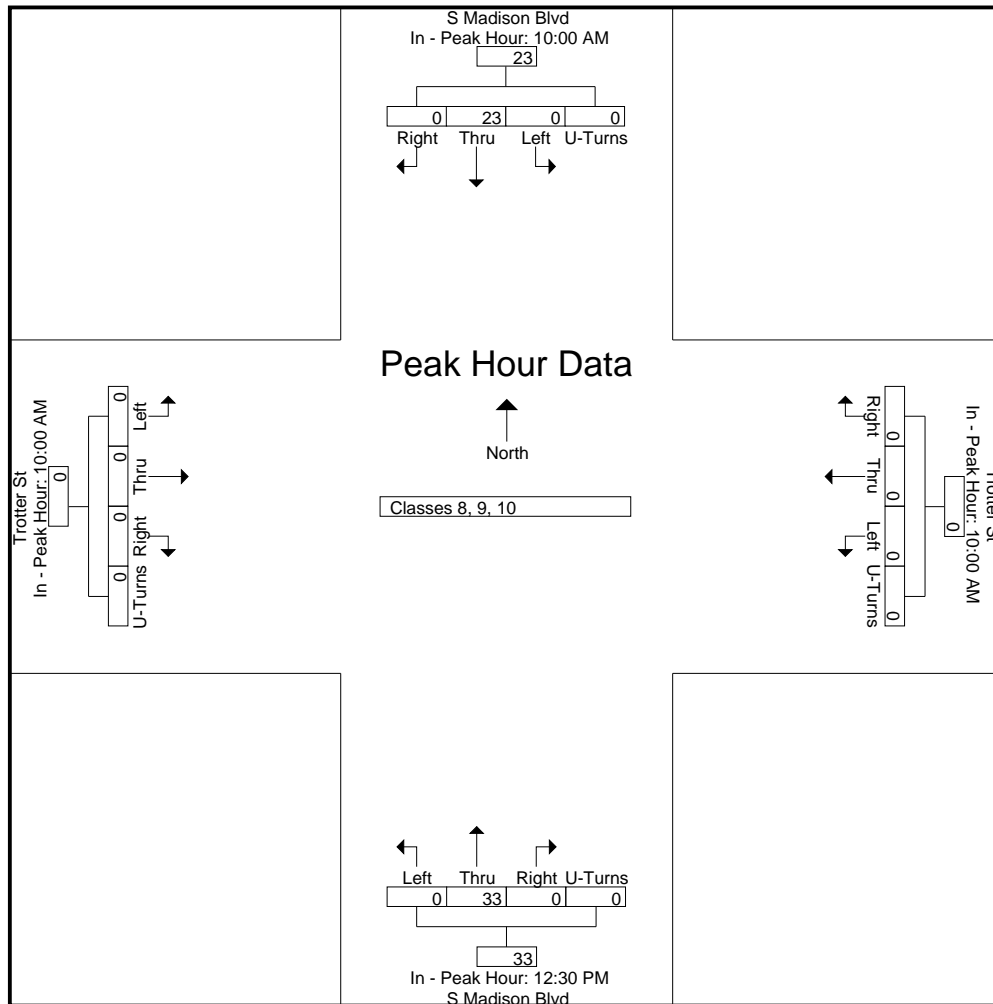 S Madison Blvd
In - Peak Hour: 10:00 AM
23
0 23 0 0
Right Thru Left U-Turns
Peak Hour Data
North
Classes 8, 9, 10
Trotter St
In - Peak Hour: 10:00 AM
0
0 0 0 0
Left Thru Right U-Turns
Trotter St
In - Peak Hour: 10:00 AM
0
0 0 0 0
Right Thru Left U-Turns
Left Thru Right U-Turns
0 33 0 0
33
In - Peak Hour: 12:30 PM
S Madison Blvd